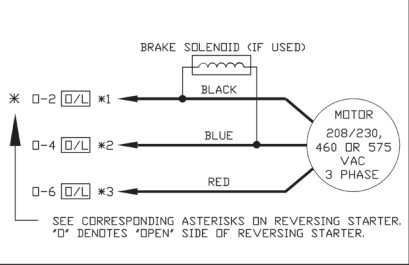 BRAKE SOLENOID (IF USED)
* O-2 O/L *1 BLACK
O-4 O/L *2 BLUE
O-6 O/L *3 RED
MOTOR
208/230,
460 OR 575
VAC
3 PHASE
SEE CORRESPONDING ASTERISKS ON REVERSING STARTER.
"O" DENOTES "OPEN" SIDE OF REVERSING STARTER.